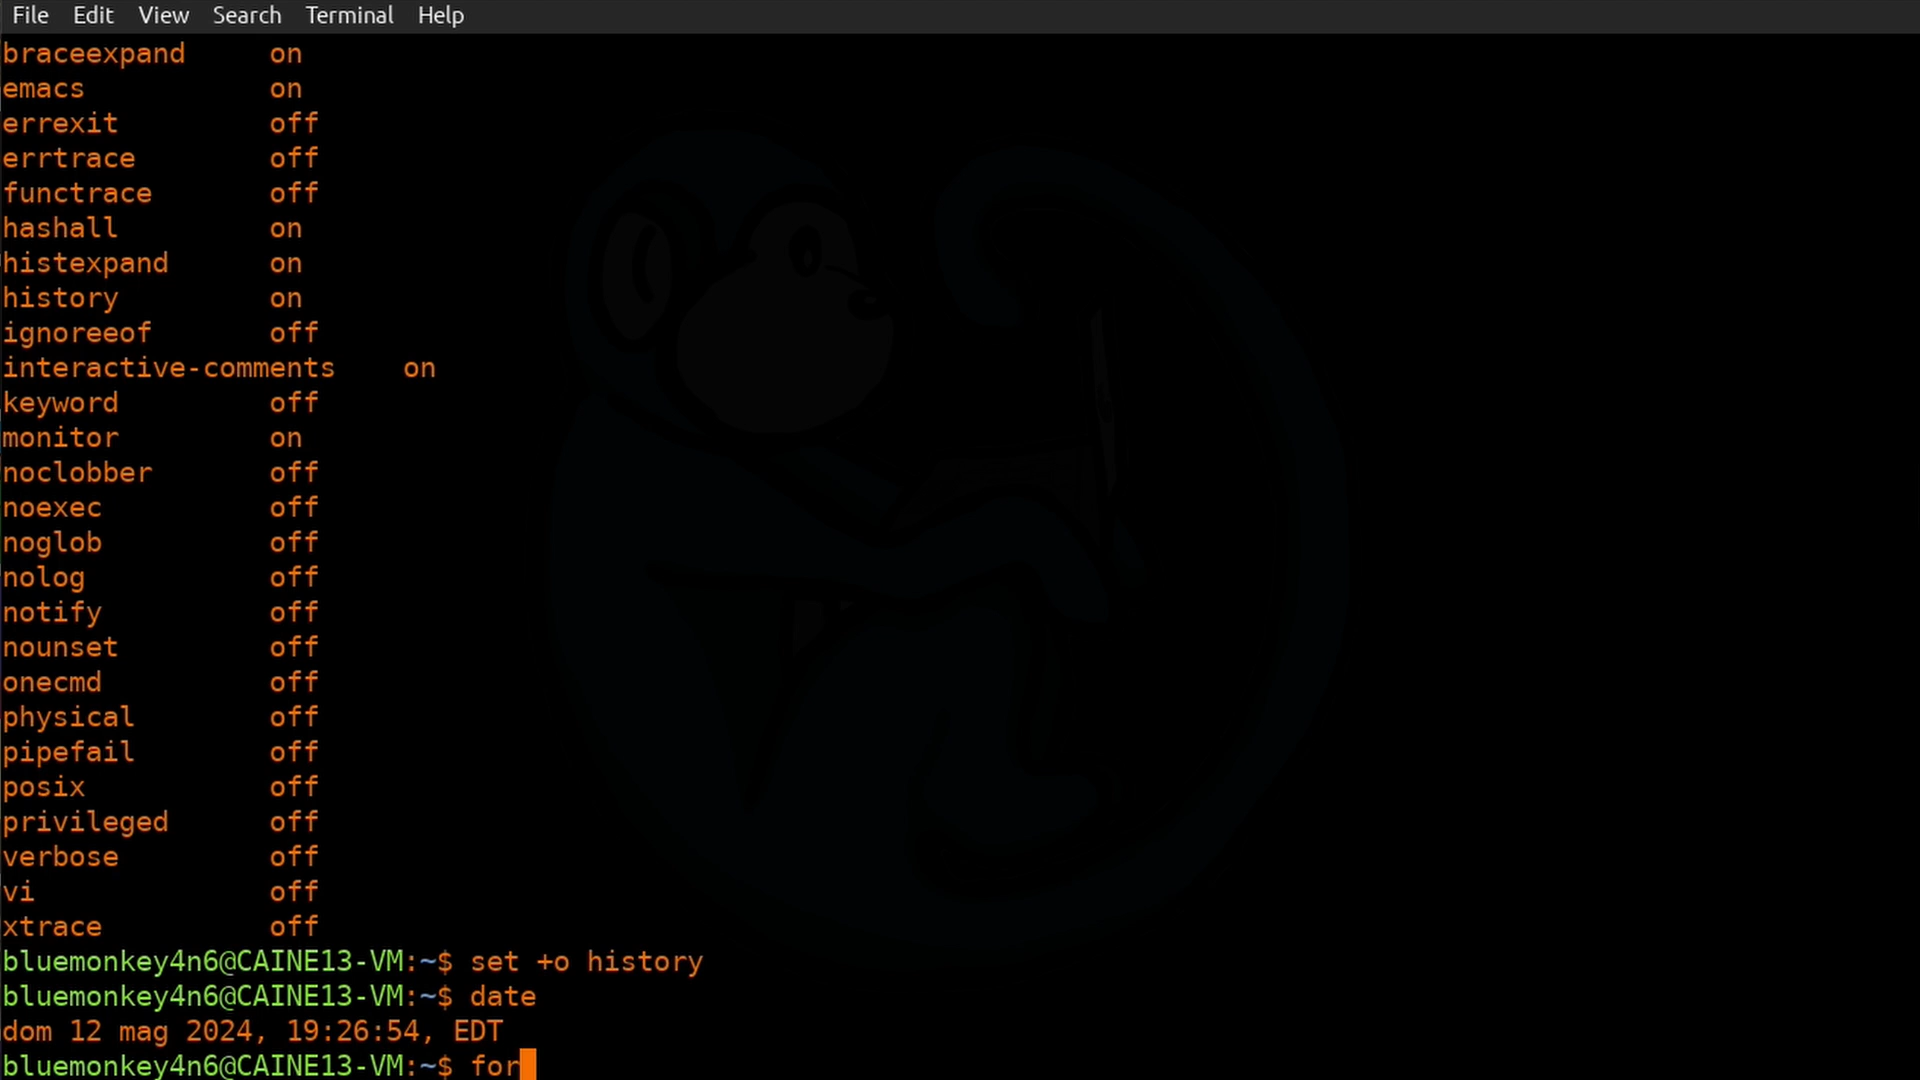 File Edit View Search Terminal Help
braceexpand on
emacs on
errexit off
errtrace off
functrace off
hashall on
histexpand on
history on
ignoreeof off
interactive-comments on
keyword off
monitor on
noclobber off
noexec off
noglob off
nolog off
notify off
nounset off
onecmd off
physical off
pipefail off
posix off
privileged off
verbose off
vi off
xtrace off
bluemonkey4n6@CAINE13-VM:~$ set +o history
bluemonkey4n6@CAINE13-VM:~$ date
dom 12 mag 2024, 19:26:54, EDT
bluemonkey4n6@CAINE13-VM:~$ for